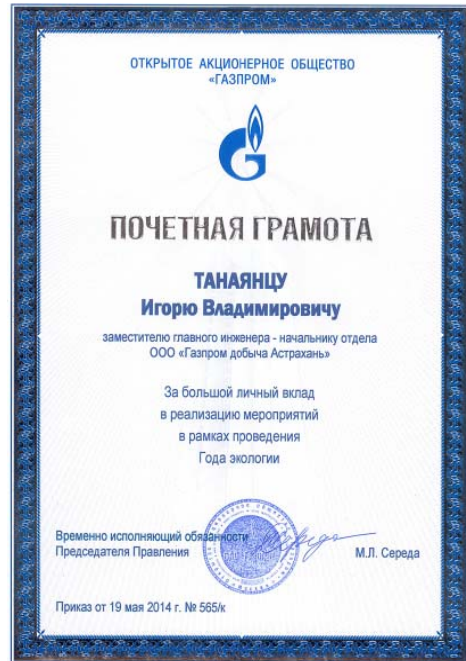 ОТКРЫТОЕ АКЦИОНЕРНОЕ ОБЩЕСТВО
«ГАЗПРОМ»
ПОЧЕТНАЯ ГРАМОТА
ТАНАЯНЦУ
Игорю Владимировичу
заместителю главного инженера - начальнику отдела
ООО «Газпром добыча Астрахань»
За большой личный вклад
в реализацию мероприятий
в рамках проведения
Года экологии
Временно исполняющий обязанности
Председателя Правления
М.Л. Середа
Приказ от 19 мая 2014 г. № 565/к